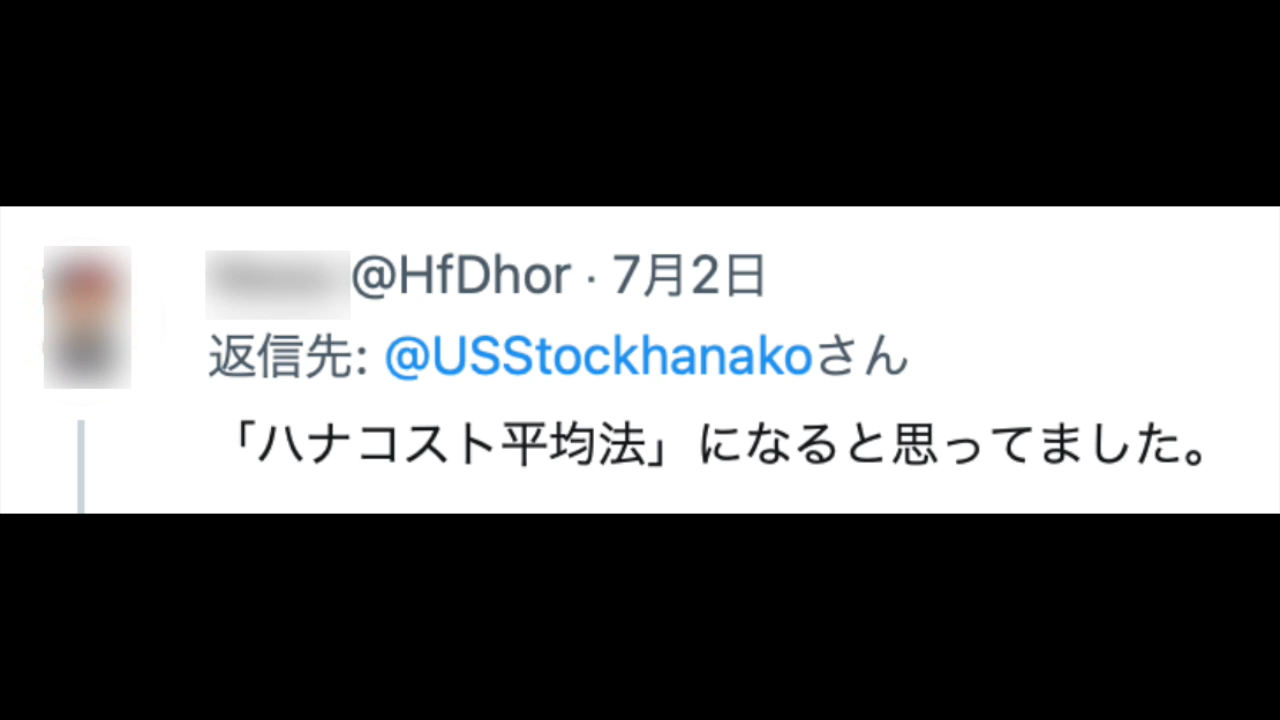 @HfDhor · 7月2日
返信先: @USStockhanakoさん
「ハナコスト平均法」になると思ってました。